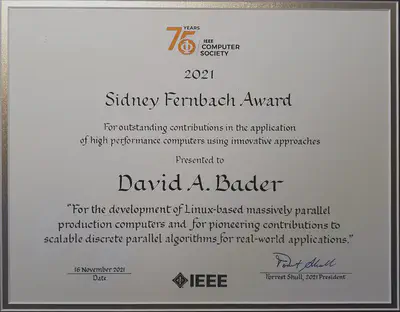 75 YEARS
IEEE
COMPUTER
SOCIETY
2021
Sidney Fernbach Award
For outstanding contributions in the application
of high performance computers using innovative approaches
Presented to
David A. Bader
"For the development of Linux-based massively parallel
production computers and for pioneering contributions to
scalable discrete parallel algorithms for real-world applications."
16 November 2021
Date
IEEE
Forrest Shull, 2021 President